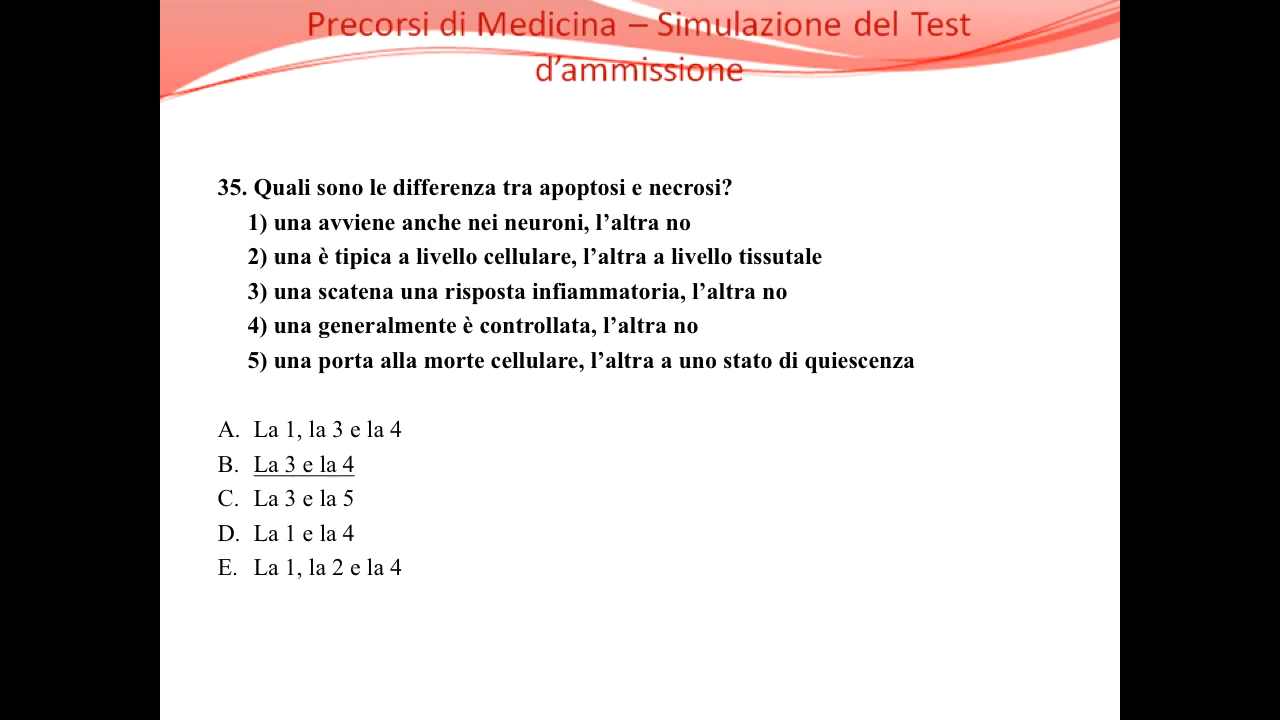 Precorsi di Medicina – Simulazione del Test
d’ammissione
35. Quali sono le differenza tra apoptosi e necrosi?
1) una avviene anche nei neuroni, l’altra no
2) una è tipica a livello cellulare, l’altra a livello tissutale
3) una scatena una risposta infiammatoria, l’altra no
4) una generalmente è controllata, l’altra no
5) una porta alla morte cellulare, l’altra a uno stato di quiescenza
A. La 1, la 3 e la 4
B. La 3 e la 4
C. La 3 e la 5
D. La 1 e la 4
E. La 1, la 2 e la 4